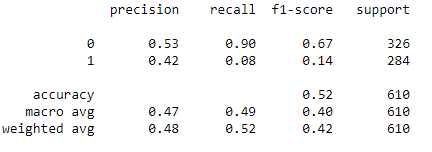 precision recall f1-score support
0 0.53 0.90 0.67 326
1 0.42 0.08 0.14 284
accuracy 0.52 610
macro avg 0.47 0.49 0.40 610
weighted avg 0.48 0.52 0.42 610